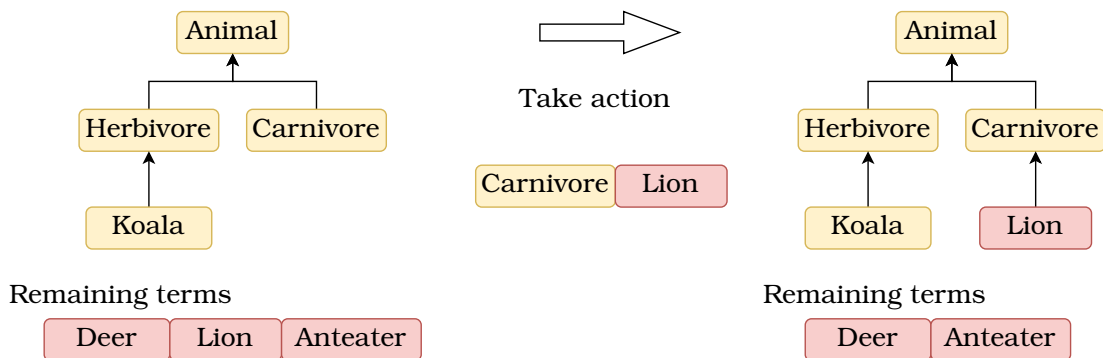 Animal
Herbivore
Carnivore
Koala
Remaining terms
Deer
Lion
Anteater
Take action
Carnivore
Lion
Animal
Herbivore
Carnivore
Koala
Lion
Remaining terms
Deer
Anteater